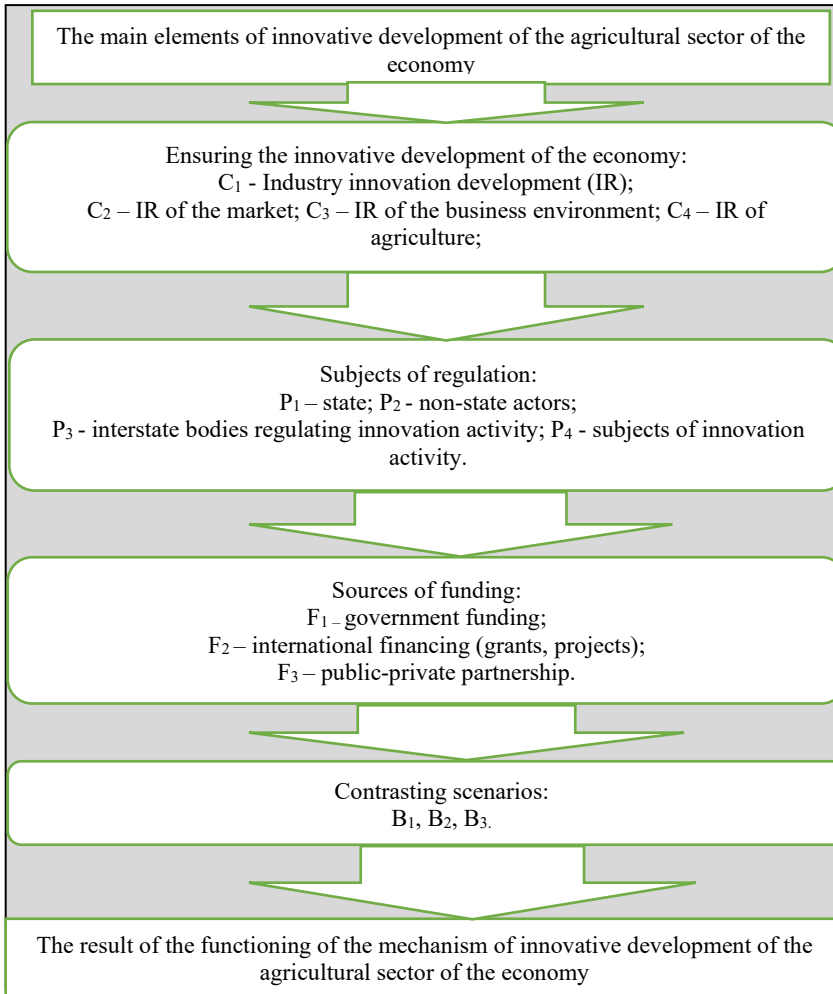 The main elements of innovative development of the agricultural sector of the
economy
Ensuring the innovative development of the economy:
C₁ - Industry innovation development (IR);
C₂ – IR of the market; C₃ – IR of the business environment; C₄ – IR of
agriculture;
Subjects of regulation:
P₁ – state; P₂ - non-state actors;
P₃ - interstate bodies regulating innovation activity; P₄ - subjects of innovation
activity.
Sources of funding:
F₁ – government funding;
F₂ – international financing (grants, projects);
F₃ – public-private partnership.
Contrasting scenarios:
B₁, B₂, B₃.
The result of the functioning of the mechanism of innovative development of the
agricultural sector of the economy